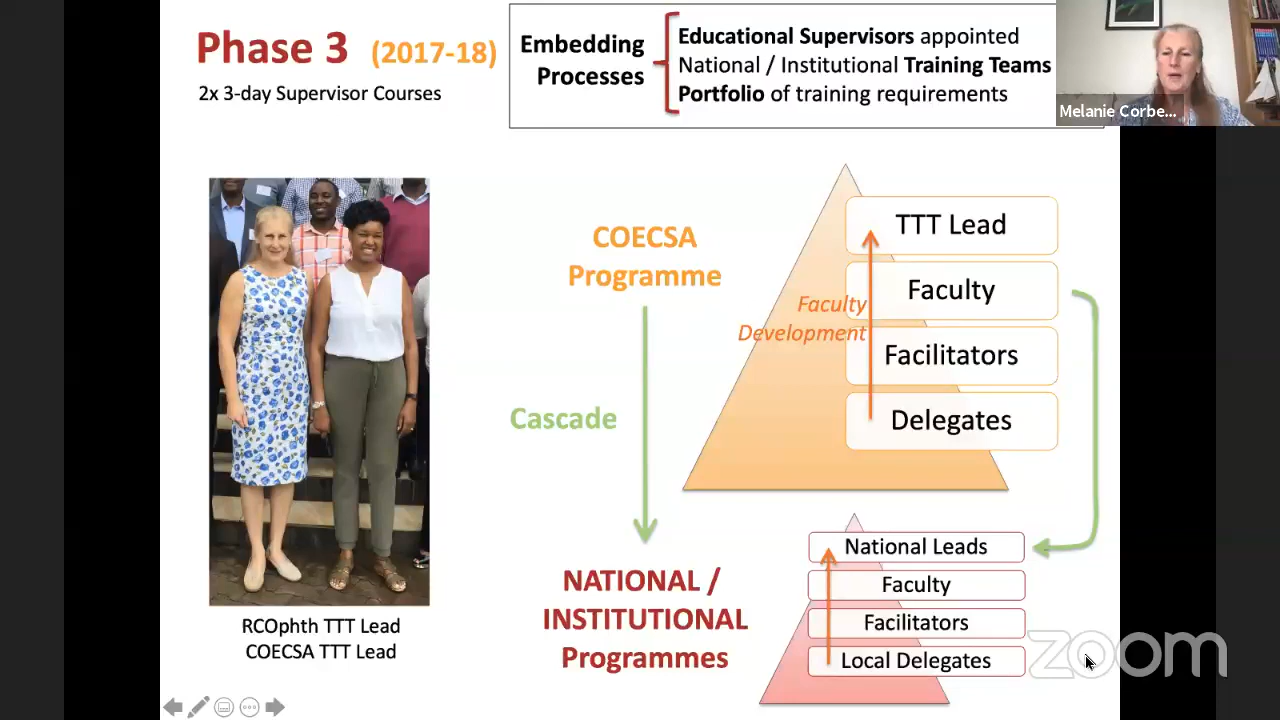 Phase 3 (2017-18)
2x 3-day Supervisor Courses
Embedding
Processes
Educational Supervisors appointed
National / Institutional Training Teams
Portfolio of training requirements
Melanie Corbe...
COECSA
Programme
Cascade
NATIONAL /
INSTITUTIONAL
Programmes
TTT Lead
Faculty
Facilitators
Delegates
Faculty
Development
National Leads
Faculty
Facilitators
Local Delegates
RCOphth TTT Lead
COECSA TTT Lead
zoom